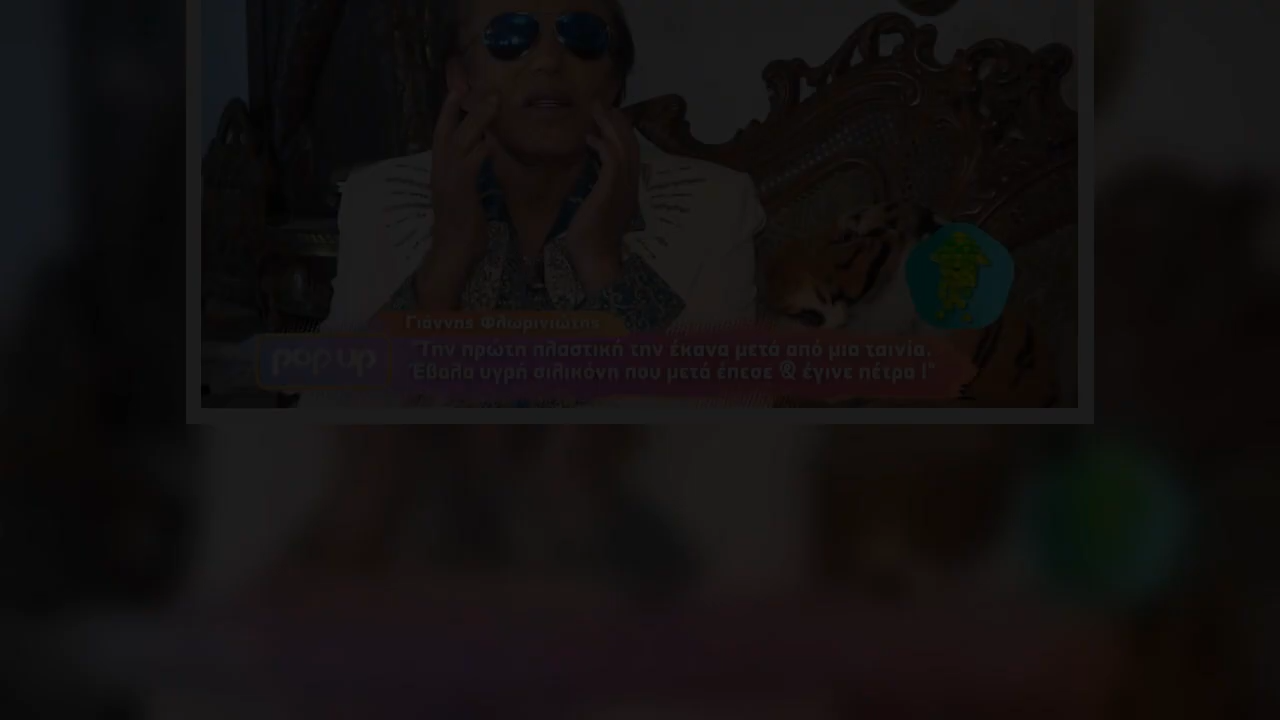 Γιάννης Φλωρινιώτης
pop up
"Την πρώτη πλαστική την έκανα μετά από μια ταινία.
Έβαλα υγρή σιλικόνη που μετά έπεσε & έγινε πέτρα !"